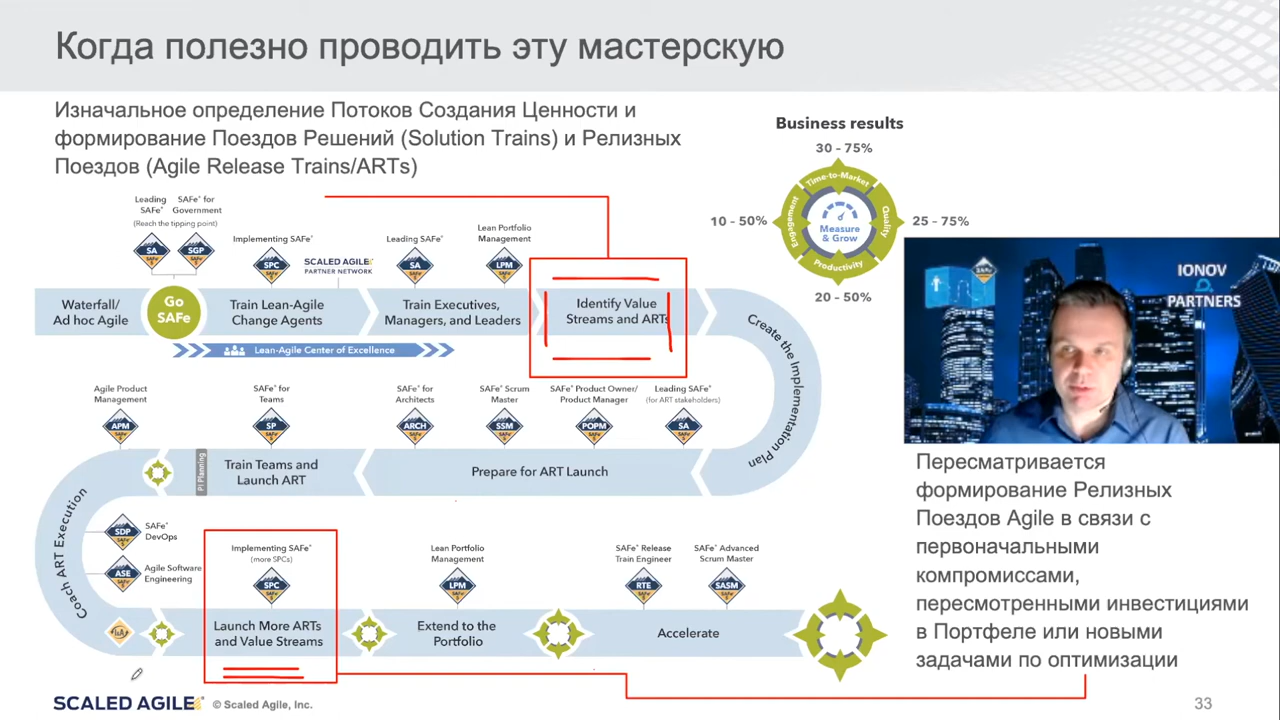 Когда полезно проводить эту мастерскую
Изначальное определение Потоков Создания Ценности и
формирование Поездов Решений (Solution Trains) и Релизных
Поездов (Agile Release Trains/ARTs)
Business results
30 – 75%
10 – 50%
25 – 75%
20 – 50%
Time-to-Market
Engagement
Quality
Productivity
Measure
& Grow
Leading
SAFe®
SAFe® for
Government
(Reach the tipping point)
SA
SGP
Implementing SAFe®
SPC
SCALED AGILE®
PARTNER NETWORK
Leading SAFe®
SA
Lean Portfolio
Management
LPM
Waterfall/
Ad hoc Agile
Go
SAFe
Train Lean-Agile
Change Agents
Train Executives,
Managers, and Leaders
Identify Value
Streams and ARTs
Create the Implementation Plan
Lean-Agile Center of Excellence
IONOV
PARTNERS
Agile Product
Management
APM
SAFe® for
Teams
SP
SAFe® for
Architects
ARCH
SAFe® Scrum
Master
SSM
SAFe® Product Owner/
Product Manager
POPM
Leading SAFe®
(for ART stakeholders)
SA
PI Planning
Train Teams and
Launch ART
Prepare for ART Launch
Coach ART Execution
SDP
SAFe®
DevOps
ASE
Agile Software
Engineering
I&A
Implementing SAFe®
(more SPCs)
SPC
Lean Portfolio
Management
LPM
SAFe® Release
Train Engineer
RTE
SAFe® Advanced
Scrum Master
SASM
Launch More ARTs
and Value Streams
Extend to the
Portfolio
Accelerate
Пересматривается
формирование Релизных
Поездов Agile в связи с
первоначальными
компромиссами,
пересмотренными инвестициями
в Портфеле или новыми
задачами по оптимизации
SCALED AGILE
© Scaled Agile, Inc.
33